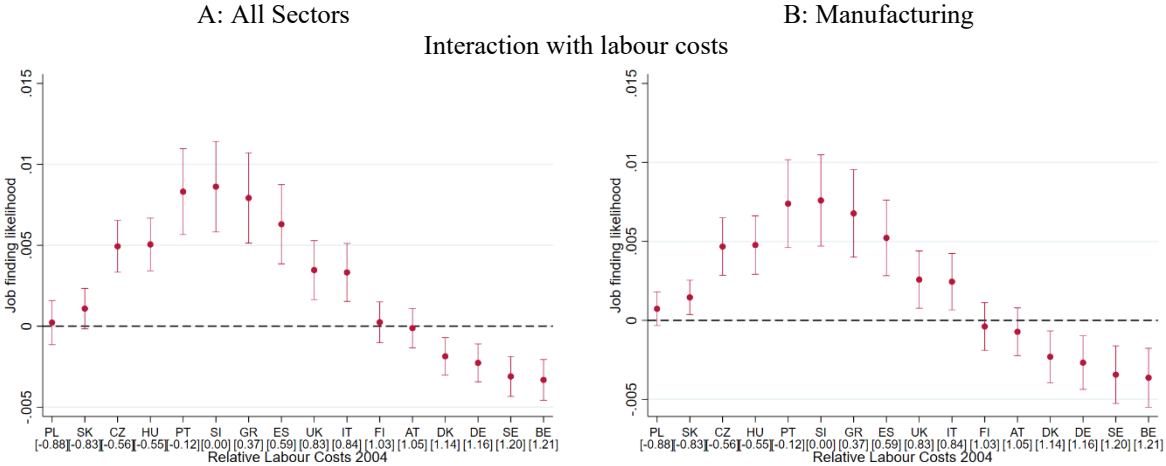 A: All Sectors
B: Manufacturing
Interaction with labour costs
Job finding likelihood
.015
.01
.005
0
-.005
PL SK CZ HU PT SI GR ES UK IT FI AT DK DE SE BE
[-0.88][-0.83][-0.56][-0.55][-0.12][0.00] [0.37] [0.59] [0.83] [0.84] [1.03] [1.05] [1.14] [1.16] [1.20] [1.21]
Relative Labour Costs 2004
Job finding likelihood
.015
.01
.005
0
-.005
PL SK CZ HU PT SI GR ES UK IT FI AT DK DE SE BE
[-0.88][-0.83][-0.56][-0.55][-0.12][0.00] [0.37] [0.59] [0.83] [0.84] [1.03] [1.05] [1.14] [1.16] [1.20] [1.21]
Relative Labour Costs 2004